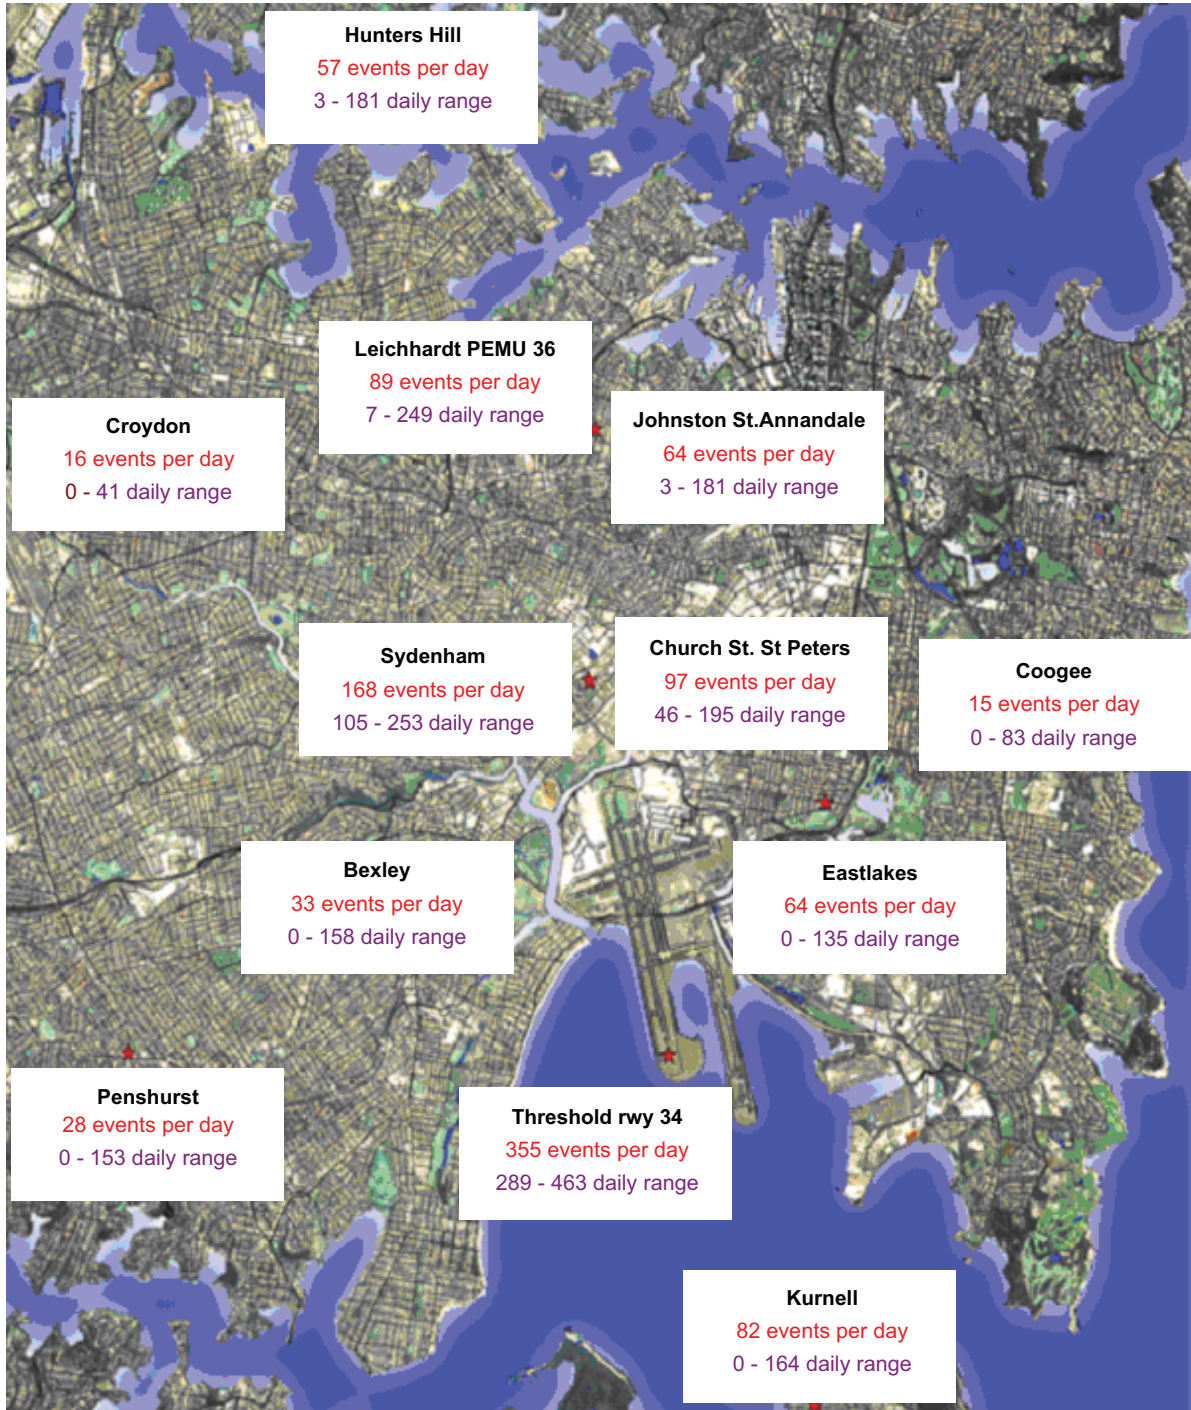 Hunters Hill
57 events per day
3 - 181 daily range
Leichhardt PEMU 36
89 events per day
7 - 249 daily range
Johnston St.Annandale
64 events per day
3 - 181 daily range
Croydon
16 events per day
0 - 41 daily range
Sydenham
168 events per day
105 - 253 daily range
Church St. St Peters
97 events per day
46 - 195 daily range
Coogee
15 events per day
0 - 83 daily range
Bexley
33 events per day
0 - 158 daily range
Eastlakes
64 events per day
0 - 135 daily range
Penshurst
28 events per day
0 - 153 daily range
Threshold rwy 34
355 events per day
289 - 463 daily range
Kurnell
82 events per day
0 - 164 daily range